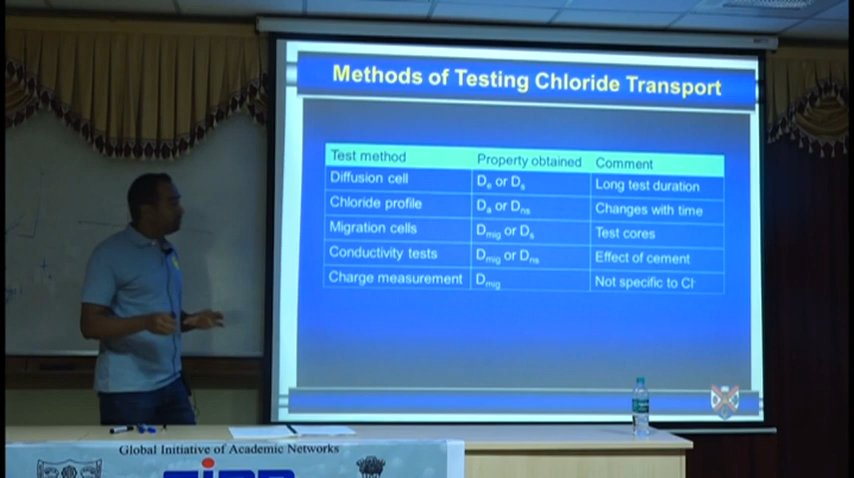 Methods of Testing Chloride Transport
Test method Property obtained Comment
Diffusion cell Dₑ or Dₛ Long test duration
Chloride profile Dₐ or Dₙₛ Changes with time
Migration cells Dmig or Dₛ Test cores
Conductivity tests Dmig or Dₙₛ Effect of cement
Charge measurement Dmig Not specific to Cl⁻
Global Initiative of Academic Networks